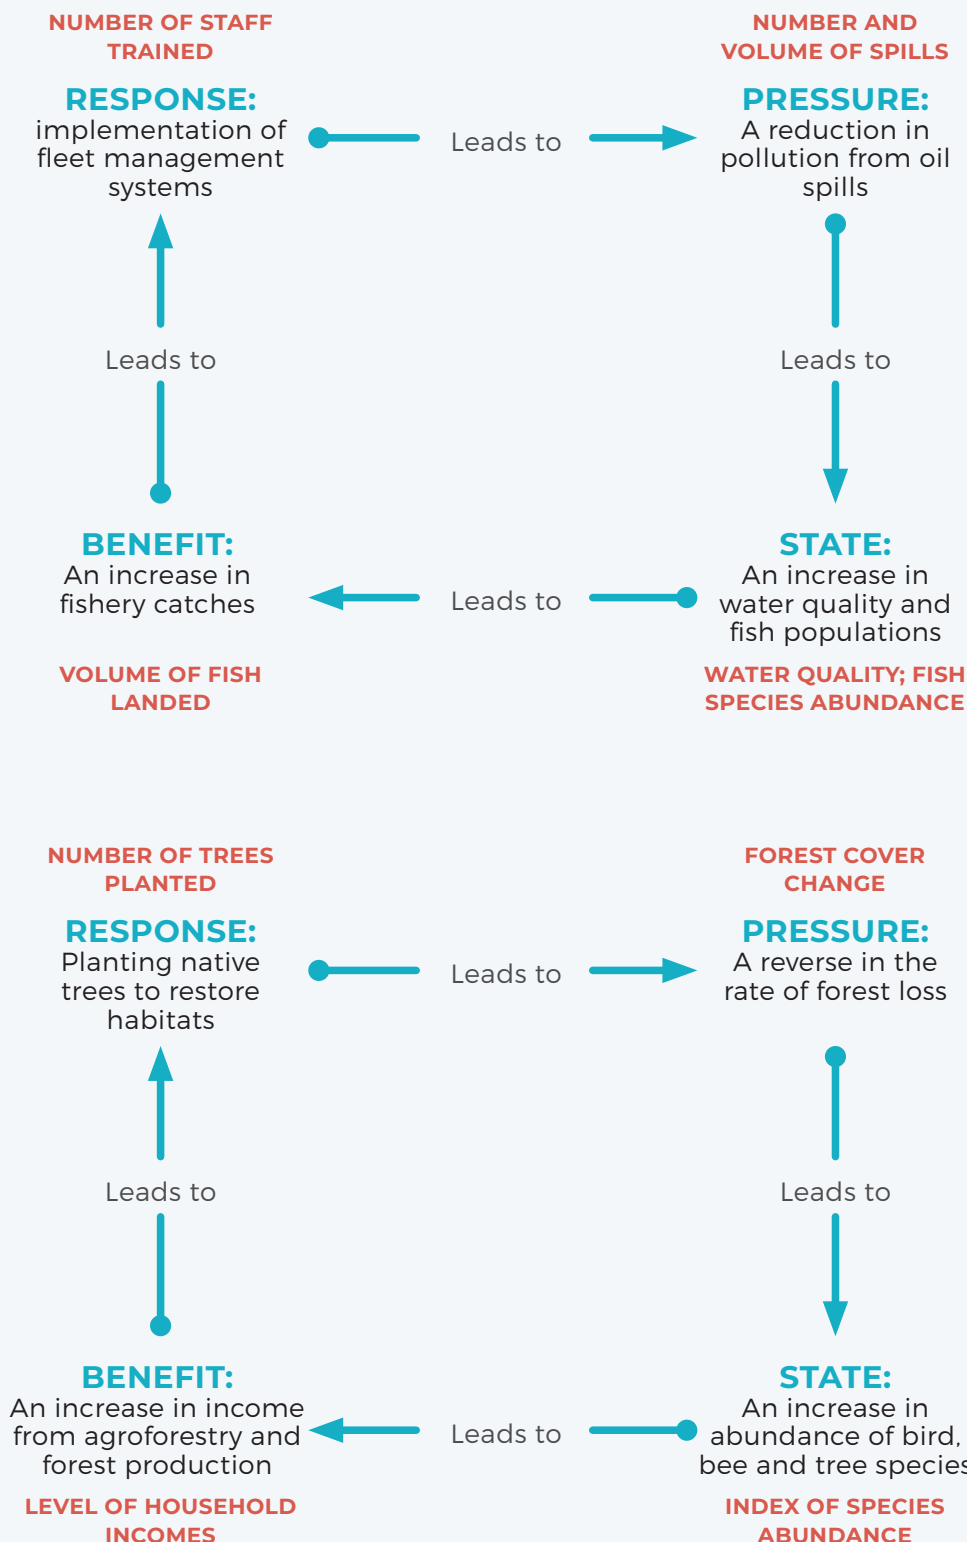 NUMBER OF STAFF
TRAINED
RESPONSE:
implementation of
fleet management
systems
Leads to
NUMBER AND
VOLUME OF SPILLS
PRESSURE:
A reduction in
pollution from oil
spills
Leads to
Leads to
BENEFIT:
An increase in
fishery catches
VOLUME OF FISH
LANDED
Leads to
STATE:
An increase in
water quality and
fish populations
WATER QUALITY; FISH
SPECIES ABUNDANCE
NUMBER OF TREES
PLANTED
RESPONSE:
Planting native
trees to restore
habitats
Leads to
FOREST COVER
CHANGE
PRESSURE:
A reverse in the
rate of forest loss
Leads to
Leads to
BENEFIT:
An increase in income
from agroforestry and
forest production
LEVEL OF HOUSEHOLD
INCOMES
Leads to
STATE:
An increase in
abundance of bird,
bee and tree species
INDEX OF SPECIES
ABUNDANCE